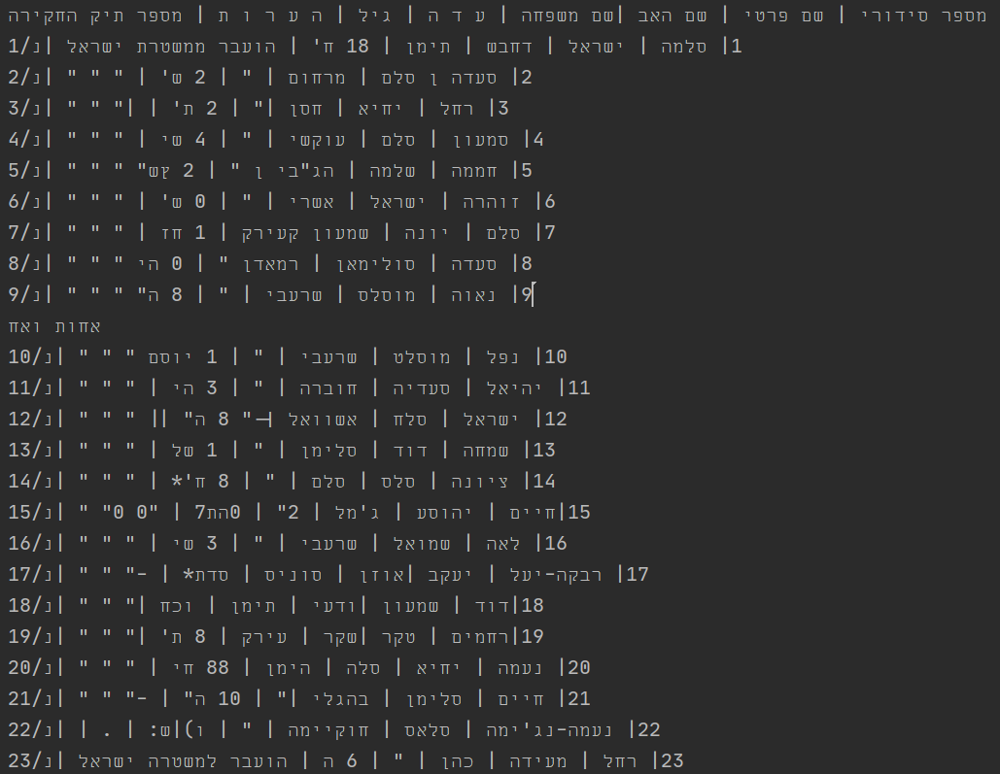 מספר סידורי | שם פרטי | שם האב |שם משפחה | ע ד ה | גיל | ה ע ר ו ת | מספר תיק החקירה
1| סלמה | ישראל | דחבש | תימן | 18 ח' | הועבר ממשטרת ישראל |נ/1
2| סעדה ן סלם | מרחום | " | 2 ש' | " " " |נ/2
3| רחל | יחיא | חסן |" | 2 ת' | |" " " |נ/3
4| סמעון | סלם | עוקשי | " | 4 שי | " " " |נ/4
5| חממה | שלמה | הג"בי ן " | 2 ץש" " " " |נ/5
6| זוהרה | ישראל | אשרי | " | 0 ש' | " " " |נ/6
7| סלם | יונה | שמעון קעירק | 1 חז | " " " |נ/7
8| סעדה | סולימאן | רמאדן " | 0 הי " " " |נ/8
9| נאוה | מוסלס | שרעבי | " | 8 ה" " " " |נ/9
אחות ואח
10| נפל | מוסלט | שרעבי | " | 1 יוסם " " " |נ/10
11| יהיאל | סעדיה | חוברה | " | 3 הי | " " " |נ/11
12| ישראל | סלח | אשוואל |–" 8 ה" || " " " |נ/12
13| שמחה | דוד | סלימן | " | 1 של | " " " |נ/13
14| ציונה | סלס | סלם | " | 8 ח'* | " " " |נ/14
15|חיים | יהוסע | ג'מל | 2" | 0הת7 | "0 0" " |נ/15
16| לאה | שמואל | שרעבי | " | 3 שי | " " " |נ/16
17| רבקה-יעל | יעקב |אוזן | סוניס | סדת* | -" " " |נ/17
18|דוד | שמעון |ודעי | תימן | וכח |" " " |נ/18
19|רחמים | טקר |שקר | עירק | 8 ת' |" " " |נ/19
20| נעמה | יחיא | סלה | הימן | 88 חי | " " " |נ/20
21| חיים | סלימן | בהגלי |" | 10 ה" | -" " " |נ/21
22| נעמה-נג'ימה | סלאס | חוקיימה | " | ו)|ש: | . | |נ/22
23| רחל | מעידה | כהן | " | 6 ה | הועבר למשטרה ישראל |נ/23